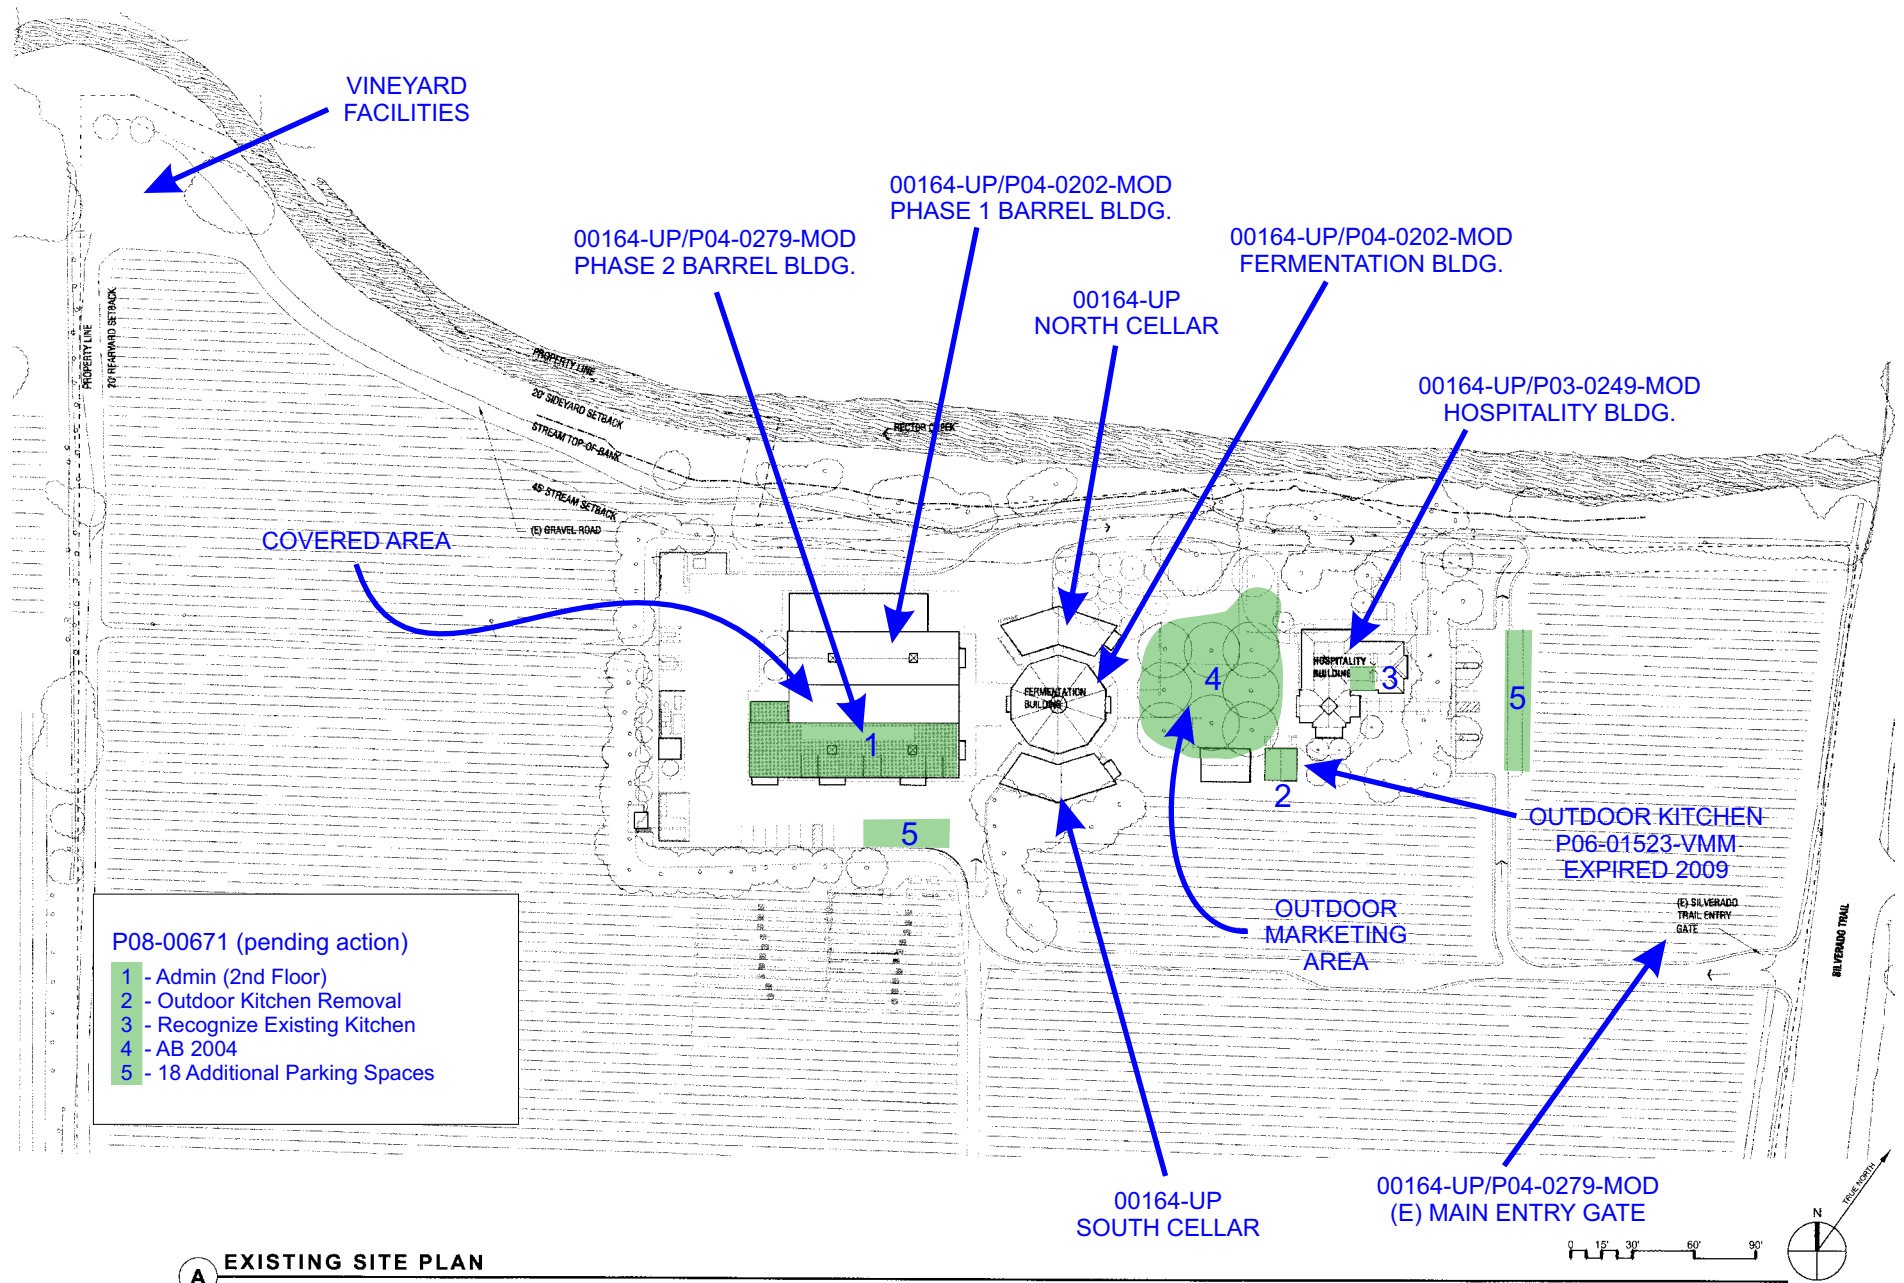 VINEYARD
FACILITIES
00164-UP/P04-0202-MOD
PHASE 1 BARREL BLDG.
00164-UP/P04-0279-MOD
PHASE 2 BARREL BLDG.
00164-UP/P04-0202-MOD
FERMENTATION BLDG.
00164-UP
NORTH CELLAR
00164-UP/P03-0249-MOD
HOSPITALITY BLDG.
PROPERTY LINE
20' REARYARD SETBACK
PROPERTY LINE
20' SIDEYARD SETBACK
STREAM TOP-OF-BANK
RECTOR CREEK
45' STREAM SETBACK
(E) GRAVEL ROAD
COVERED AREA
HOSPITALITY
BUILDING
3
4
5
FERMENTATION
BUILDING
1
2
5
OUTDOOR KITCHEN
P06-01523-VMM
EXPIRED 2009
OUTDOOR
MARKETING
AREA
(E) SILVERADO
TRAIL ENTRY
GATE
SILVERADO TRAIL
P08-00671 (pending action)
1 - Admin (2nd Floor)
2 - Outdoor Kitchen Removal
3 - Recognize Existing Kitchen
4 - AB 2004
5 - 18 Additional Parking Spaces
00164-UP
SOUTH CELLAR
00164-UP/P04-0279-MOD
(E) MAIN ENTRY GATE
TRUE NORTH
N
0 15' 30' 60' 90'
A EXISTING SITE PLAN